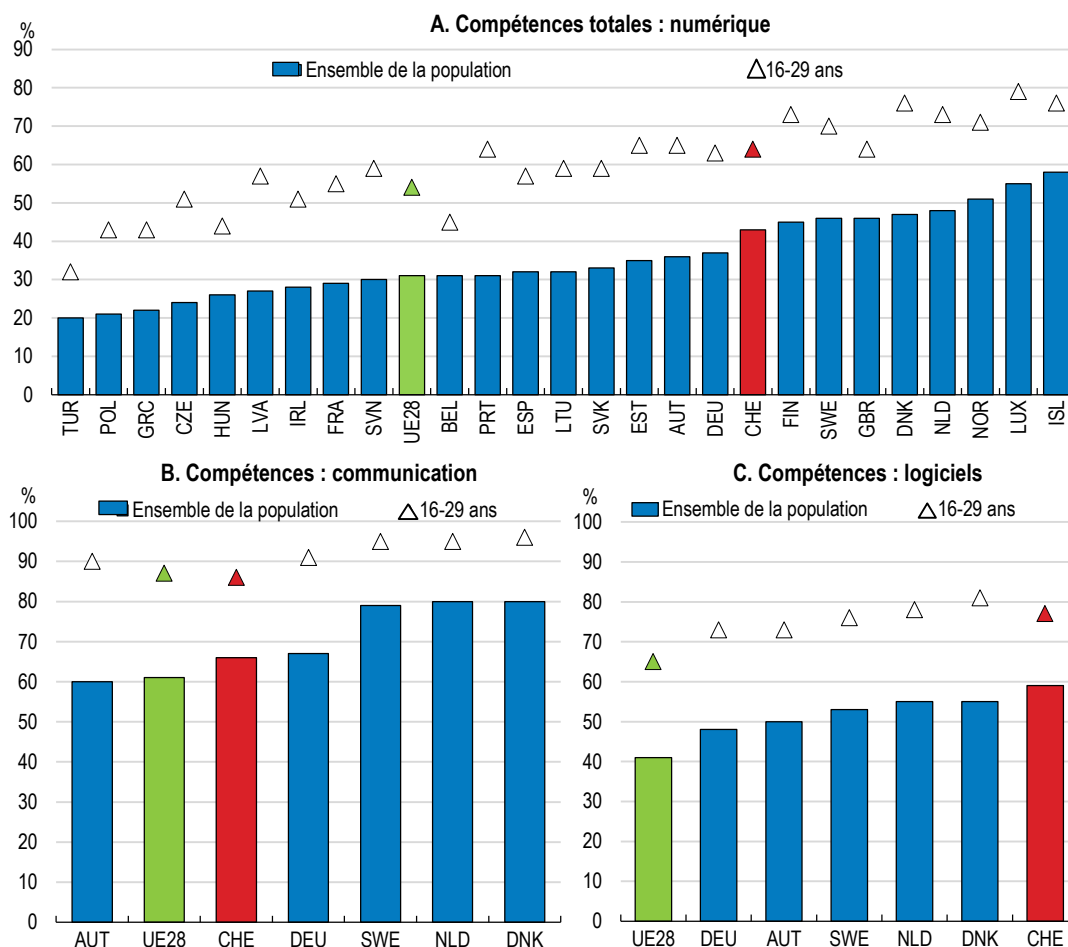 A. Compétences totales : numérique
%
90
80
70
60
50
40
30
20
10
0
Ensemble de la population
16-29 ans
TUR POL GRC CZE HUN LVA IRL FRA SVN UE28 BEL PRT ESP LTU SVK EST AUT DEU CHE FIN SWE GBR DNK NLD NOR LUX ISL
B. Compétences : communication
%
Ensemble de la population
16-29 ans
100
90
80
70
60
50
40
30
20
10
0
AUT UE28 CHE DEU SWE NLD DNK
C. Compétences : logiciels
%
Ensemble de la population
16-29 ans
100
90
80
70
60
50
40
30
20
10
0
UE28 DEU AUT SWE NLD DNK CHE